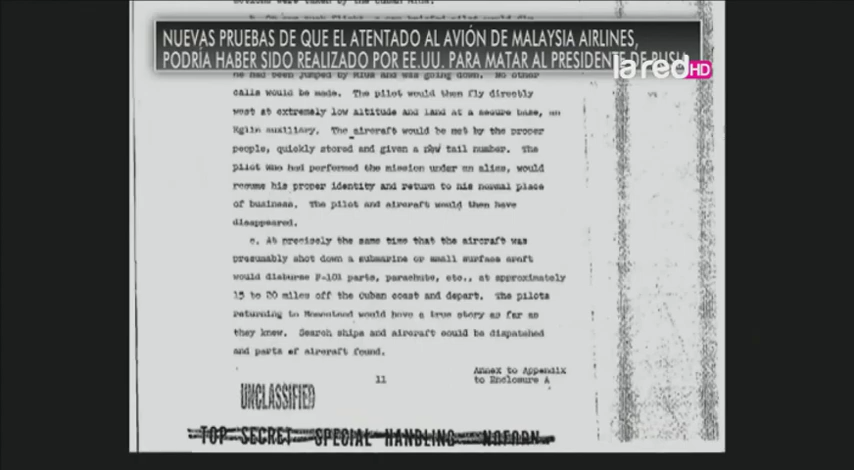 NUEVAS PRUEBAS DE QUE EL ATENTADO AL AVIÓN DE MALAYSIA AIRLINES,
PODRÍA HABER SIDO REALIZADO POR EE.UU. PARA MATAR AL PRESIDENTE DE RUSIA
la red HD
he had been jumped by Migs and was going down. No other
calls would be made. The pilot would then fly directly
west at extremely low altitude and land at a secure base, an
Eglin auxiliary. The aircraft would be met by the proper
people, quickly stored and given a new tail number. The
pilot who had performed the mission under an alias, would
resume his proper identity and return to his normal place
of business. The pilot and aircraft would then have
disappeared.
c. At precisely the same time that the aircraft was
presumably shot down a submarine or small surface craft
would disburse F-101 parts, parachute, etc., at approximately
15 to 20 miles off the Cuban coast and depart. The pilots
returning to Homestead would have a true story as far as
they knew. Search ships and aircraft could be dispatched
and parts of aircraft found.
Annex to Appendix
11 to Enclosure A
UNCLASSIFIED
TOP SECRET SPECIAL HANDLING NOFORN